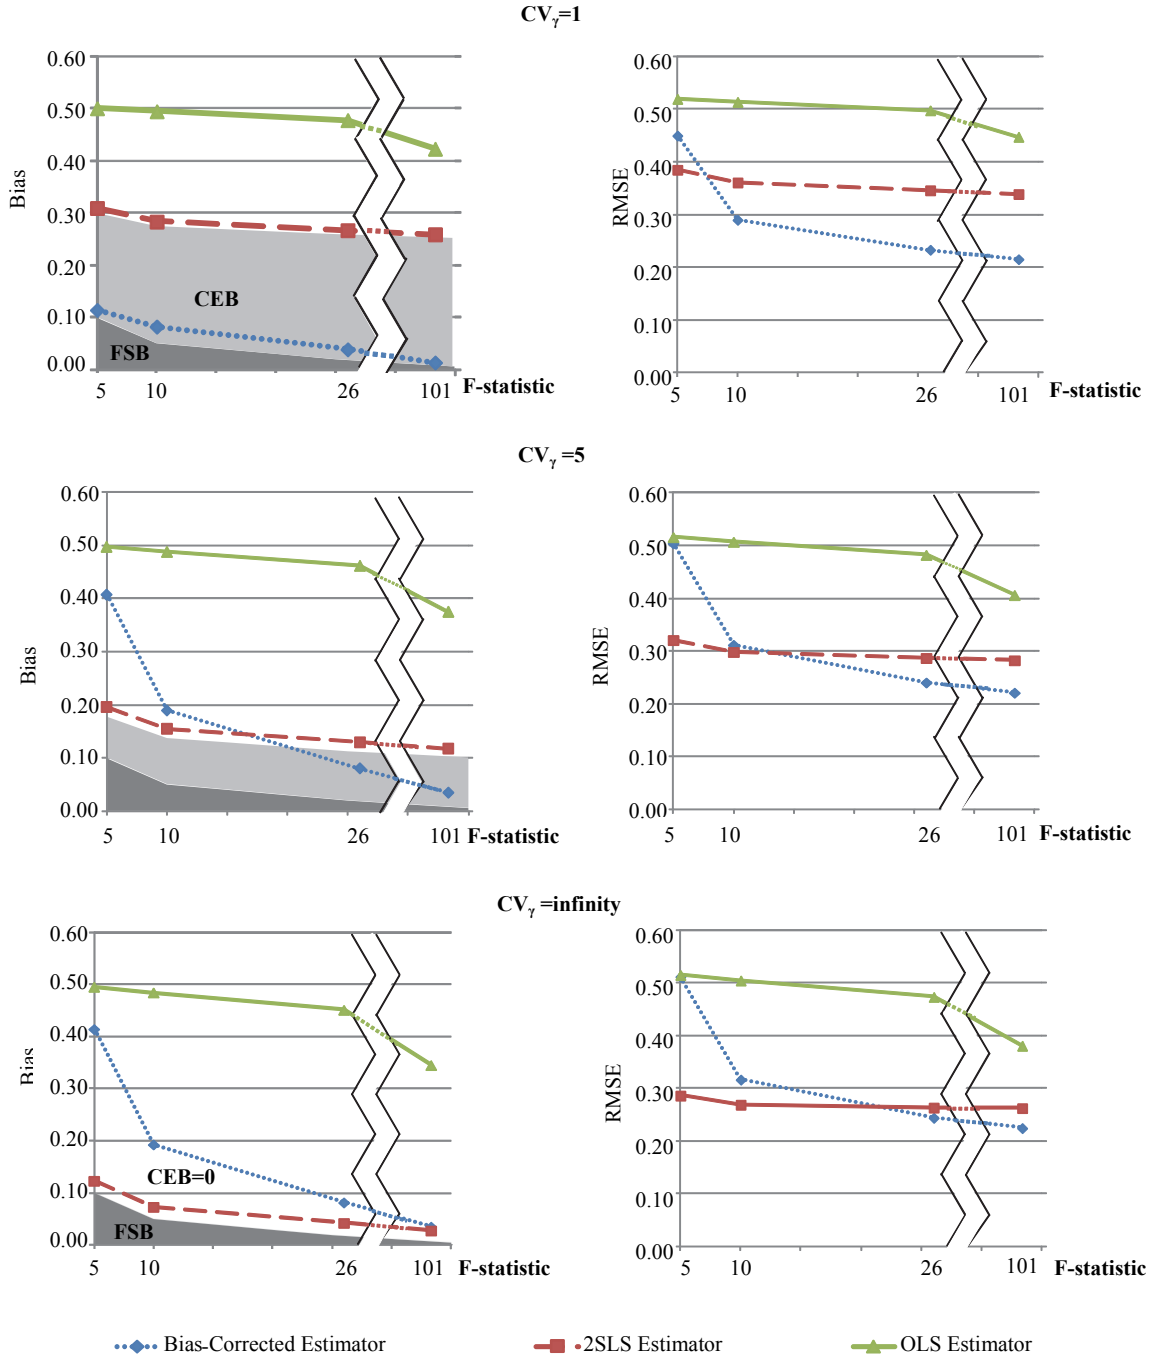 CVγ=1
0.60
0.50
0.40
0.30
0.20
0.10
0.00
Bias
CEB
FSB
5 10 26 101 F-statistic
0.60
0.50
0.40
0.30
0.20
0.10
0.00
RMSE
5 10 26 101 F-statistic
CVγ =5
0.60
0.50
0.40
0.30
0.20
0.10
0.00
Bias
5 10 26 101 F-statistic
0.60
0.50
0.40
0.30
0.20
0.10
0.00
RMSE
5 10 26 101 F-statistic
CVγ =infinity
0.60
0.50
0.40
0.30
0.20
0.10
0.00
Bias
CEB=0
FSB
5 10 26 101 F-statistic
0.60
0.50
0.40
0.30
0.20
0.10
0.00
RMSE
5 10 26 101 F-statistic
Bias-Corrected Estimator 2SLS Estimator OLS Estimator